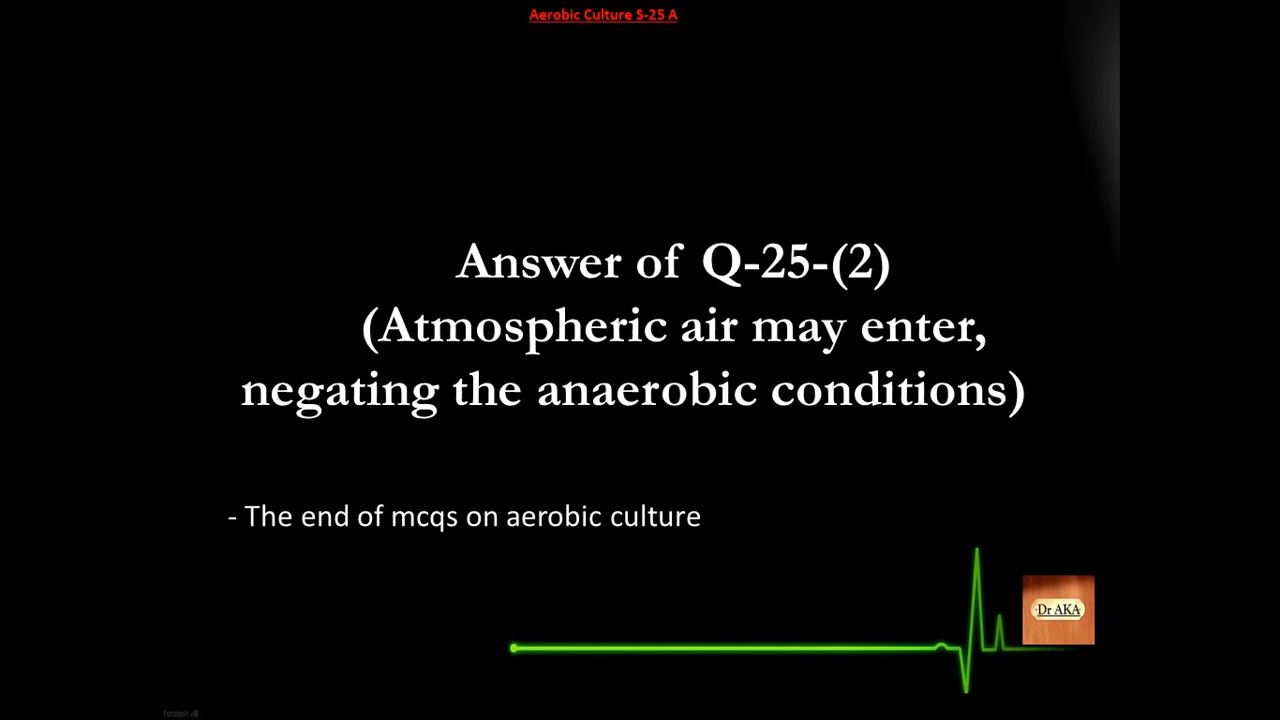 Aerobic Culture S-25 A
Answer of Q-25-(2)
(Atmospheric air may enter,
negating the anaerobic conditions)
- The end of mcqs on aerobic culture
Dr AKA